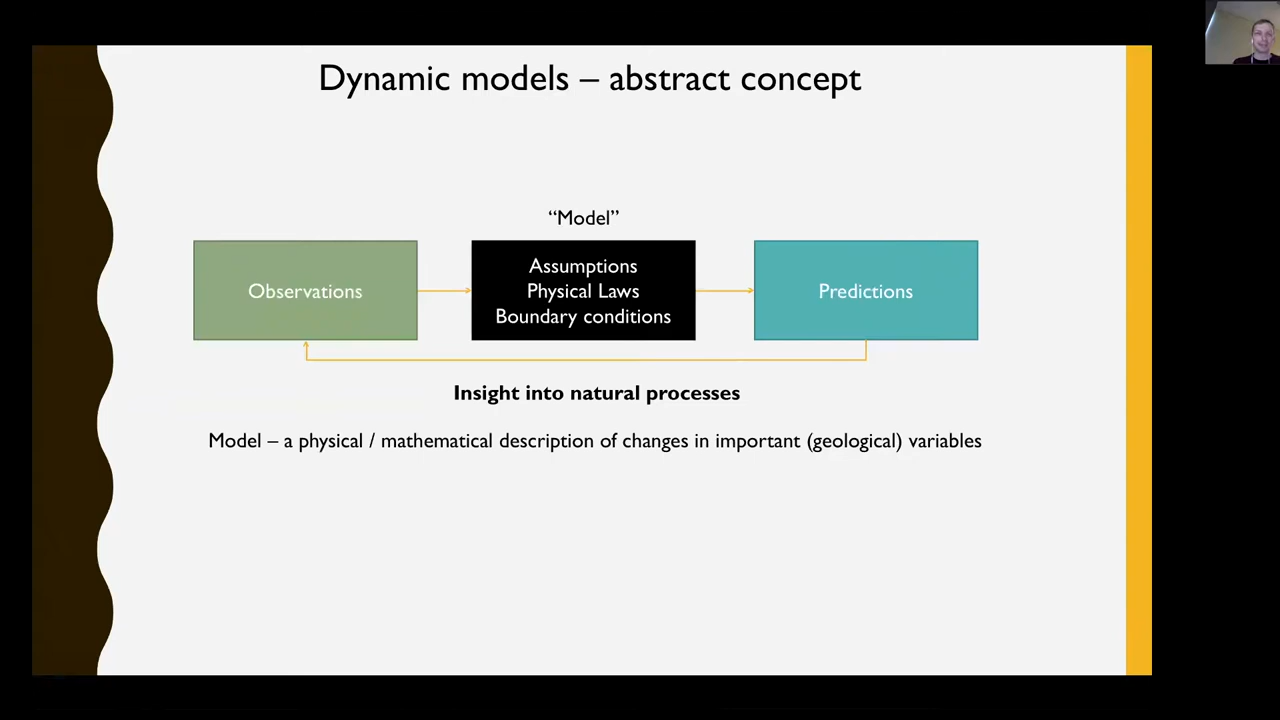 Dynamic models – abstract concept
“Model”
Observations
Assumptions
Physical Laws
Boundary conditions
Predictions
Insight into natural processes
Model – a physical / mathematical description of changes in important (geological) variables